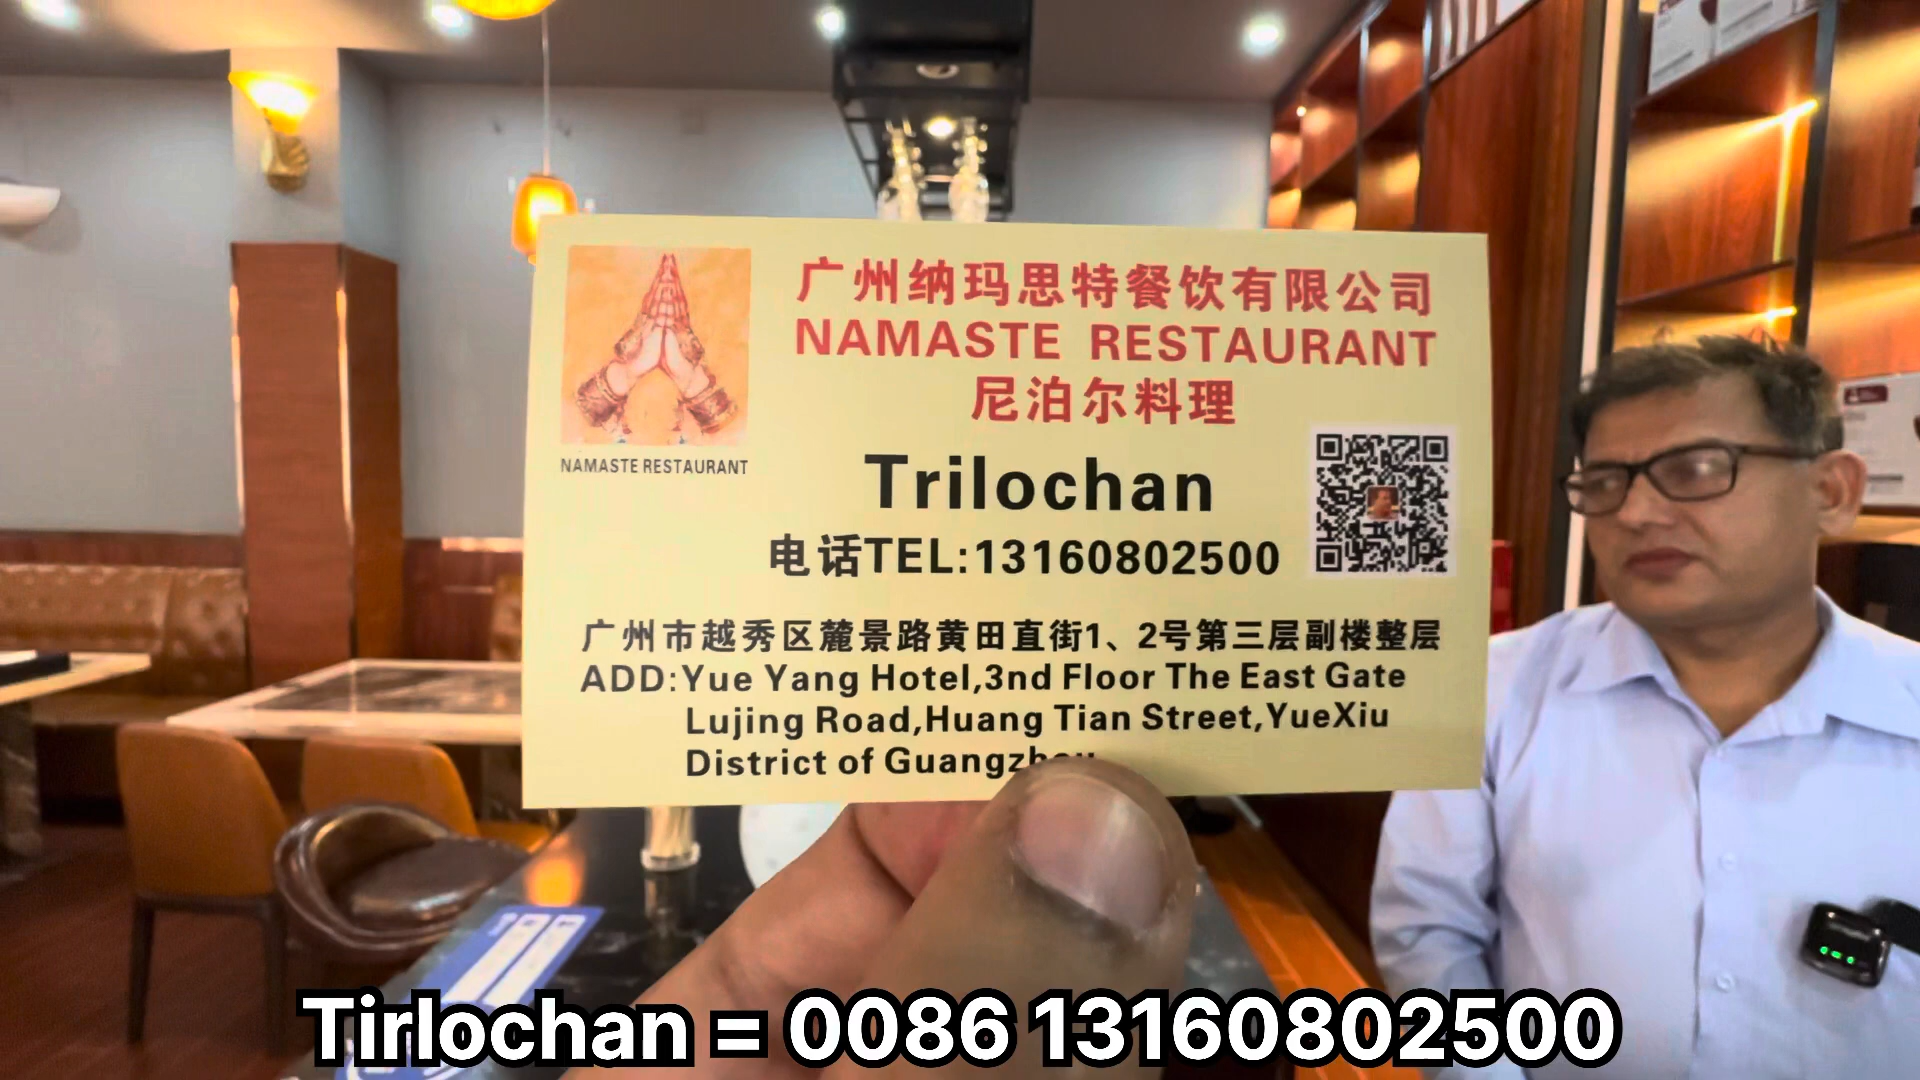 广州纳玛思特餐饮有限公司
NAMASTE RESTAURANT
尼泊尔料理
NAMASTE RESTAURANT
Trilochan
电话TEL:13160802500
广州市越秀区麓景路黄田直街1、2号第三层副楼整层
ADD:Yue Yang Hotel,3nd Floor The East Gate
Lujing Road,Huang Tian Street,YueXiu
District of Guangzhou
Tirlochan = 0086 13160802500